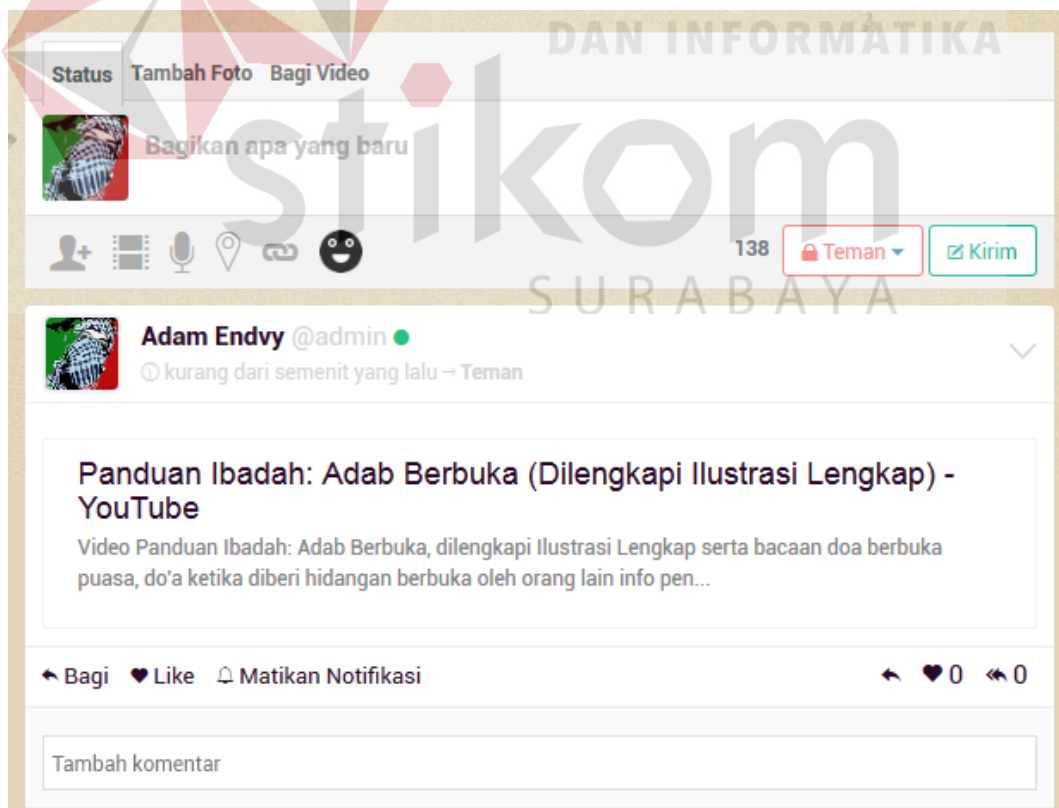 DAN INFORMATIKA
Status Tambah Foto Bagi Video
Bagikan apa yang baru
stikom
138 Teman Kirim
SURABAYA
Adam Endvy @admin
kurang dari semenit yang lalu → Teman
Panduan Ibadah: Adab Berbuka (Dilengkapi Ilustrasi Lengkap) -
YouTube
Video Panduan Ibadah: Adab Berbuka, dilengkapi Ilustrasi Lengkap serta bacaan doa berbuka
puasa, do'a ketika diberi hidangan berbuka oleh orang lain info pen...
Bagi Like Matikan Notifikasi 0 0
Tambah komentar